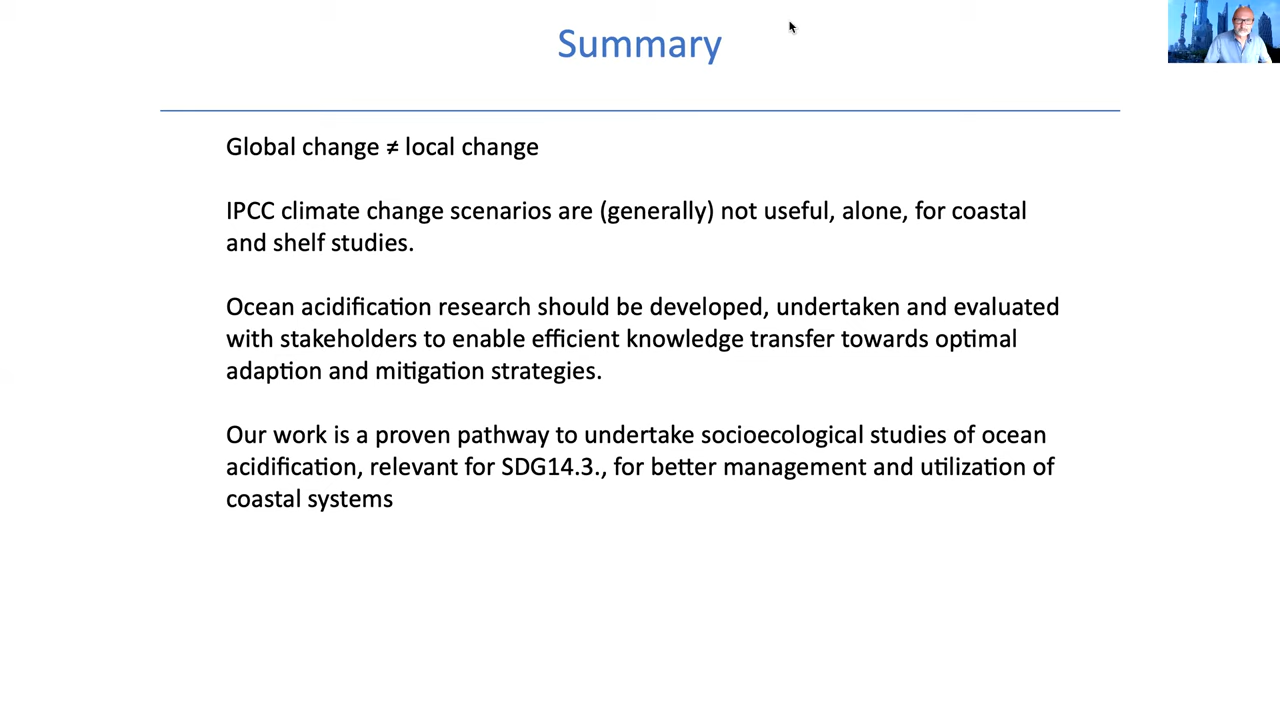 Summary
Global change ≠ local change
IPCC climate change scenarios are (generally) not useful, alone, for coastal
and shelf studies.
Ocean acidification research should be developed, undertaken and evaluated
with stakeholders to enable efficient knowledge transfer towards optimal
adaption and mitigation strategies.
Our work is a proven pathway to undertake socioecological studies of ocean
acidification, relevant for SDG14.3., for better management and utilization of
coastal systems